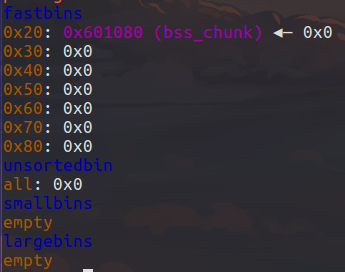 fastbins
0x20: 0x601080 (bss_chunk) ◂— 0x0
0x30: 0x0
0x40: 0x0
0x50: 0x0
0x60: 0x0
0x70: 0x0
0x80: 0x0
unsortedbin
all: 0x0
smallbins
empty
largebins
empty